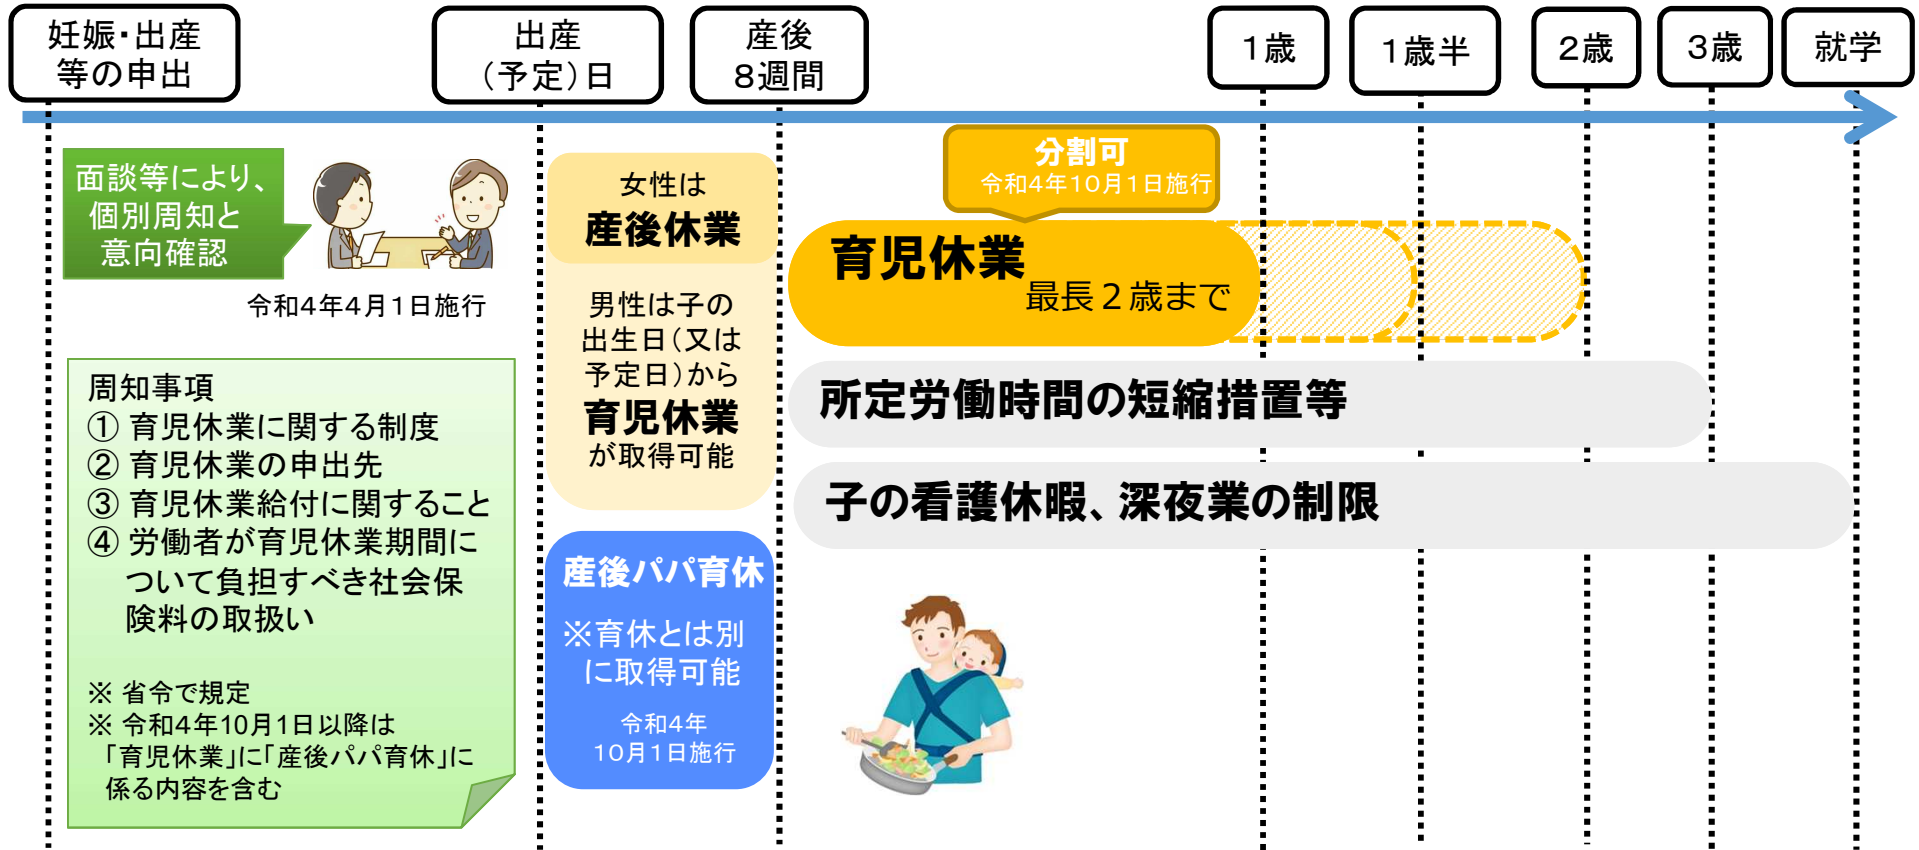 妊娠・出産
等の申出
出産
（予定）日
産後
８週間
１歳
１歳半
２歳
３歳
就学
面談等により、
個別周知と
意向確認
令和4年4月1日施行
周知事項
① 育児休業に関する制度
② 育児休業の申出先
③ 育児休業給付に関すること
④ 労働者が育児休業期間に
ついて負担すべき社会保
険料の取扱い
※ 省令で規定
※ 令和4年10月1日以降は
「育児休業」に「産後パパ育休」に
係る内容を含む
女性は
産後休業
男性は子の
出生日（又は
予定日）から
育児休業
が取得可能
産後パパ育休
※育休とは別
に取得可能
令和4年
10月1日施行
分割可
令和4年10月1日施行
育児休業
最長２歳まで
所定労働時間の短縮措置等
子の看護休暇、深夜業の制限